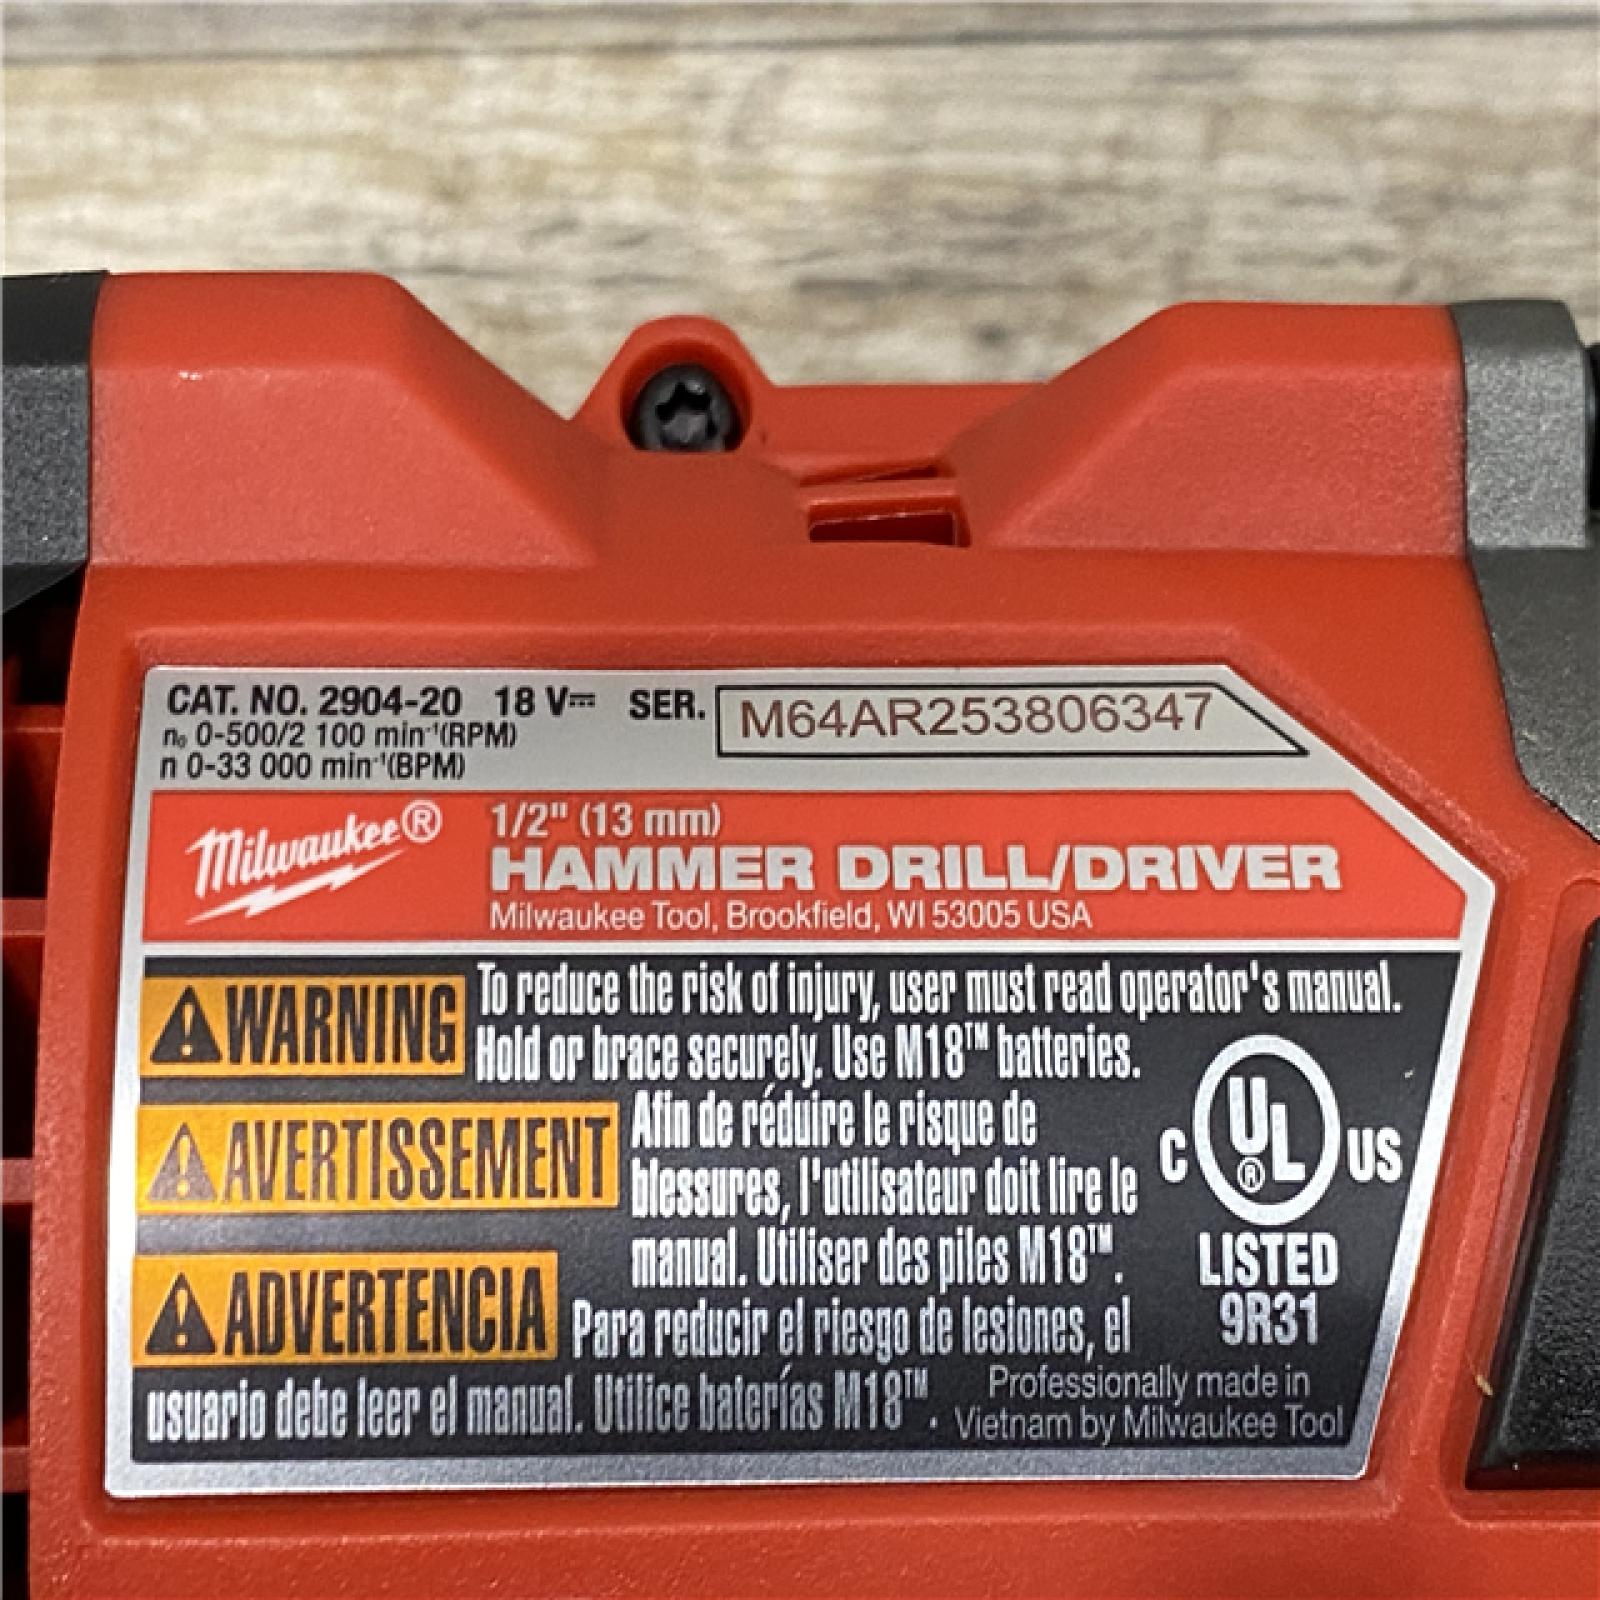 CAT. NO. 2904-20 18 V⎓ SER. M64AR253806347
n₀ 0-500/2 100 min⁻¹(RPM)
n 0-33 000 min⁻¹(BPM)
Milwaukee®
1/2" (13 mm)
HAMMER DRILL/DRIVER
Milwaukee Tool, Brookfield, WI 53005 USA
⚠WARNING To reduce the risk of injury, user must read operator's manual.
Hold or brace securely. Use M18™ batteries.
⚠AVERTISSEMENT Afin de réduire le risque de
blessures, l'utilisateur doit lire le
manual. Utiliser des piles M18™.
⚠ADVERTENCIA Para reducir el riesgo de lesiones, el
usuario debe leer el manual. Utilice baterías M18™.
C UL® US
LISTED
9R31
Professionally made in
Vietnam by Milwaukee Tool